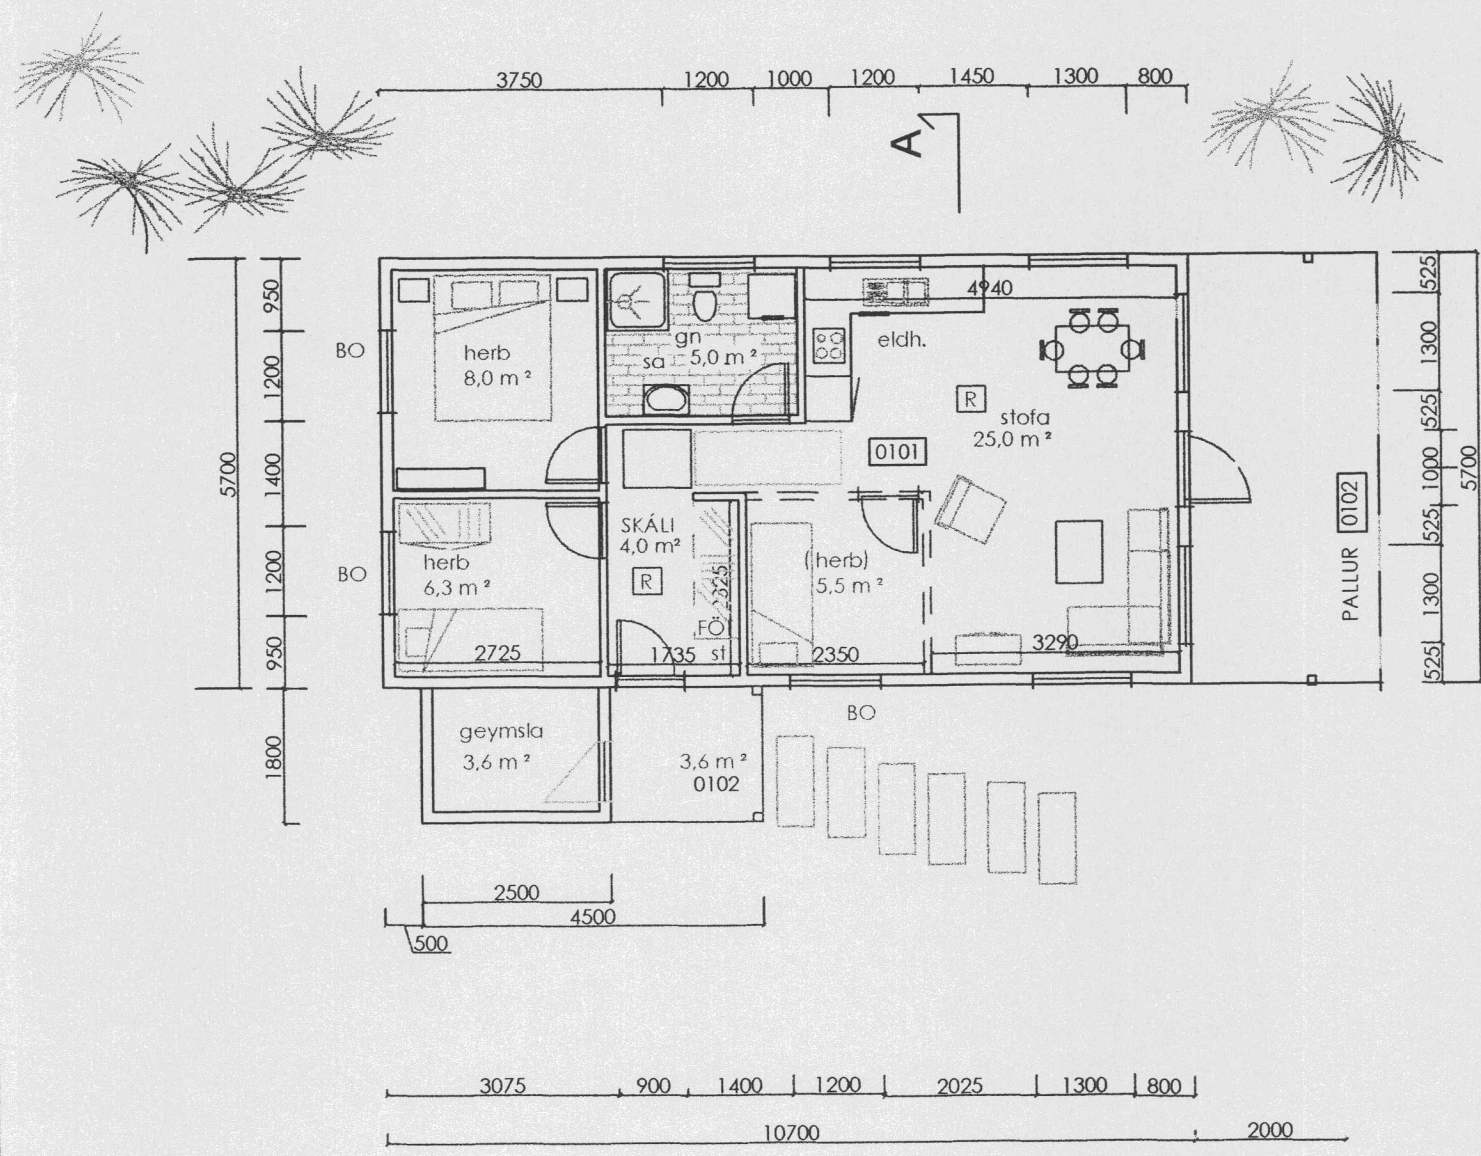 3750 1200 1000 1200 1450 1300 800
A
950
1200
1400
1200
950
1800
5700
BO
BO
herb
8,0 m²
gn
sa 5,0 m²
4940
eldh.
R
stofa
25,0 m²
0101
SKÁLI
4,0 m²
R
herb
6,3 m²
(herb)
5,5 m²
2325
FÖ
st
2725
1735
2350
3290
525
1300
525
1000
525
1300
525
5700
0102
PALLUR
BO
geymsla
3,6 m²
3,6 m²
0102
2500
4500
500
3075 900 1400 1200 2025 1300 800
10700 2000